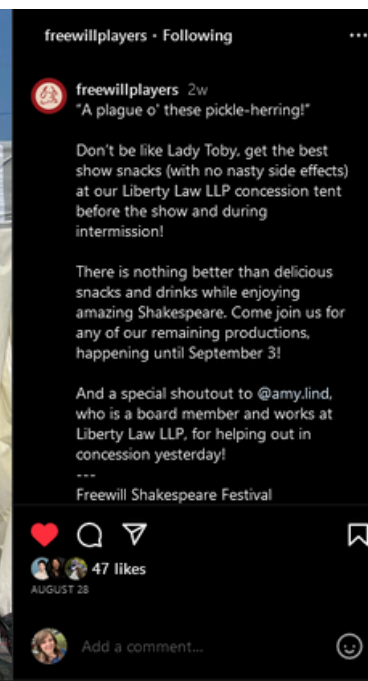 freewillplayers • Following
freewillplayers 2w
"A plague o' these pickle-herring!"
Don't be like Lady Toby, get the best
show snacks (with no nasty side effects)
at our Liberty Law LLP concession tent
before the show and during
intermission!
There is nothing better than delicious
snacks and drinks while enjoying
amazing Shakespeare. Come join us for
any of our remaining productions,
happening until September 3!
And a special shoutout to @amy.lind,
who is a board member and works at
Liberty Law LLP, for helping out in
concession yesterday!
---
Freewill Shakespeare Festival
47 likes
AUGUST 28
Add a comment...